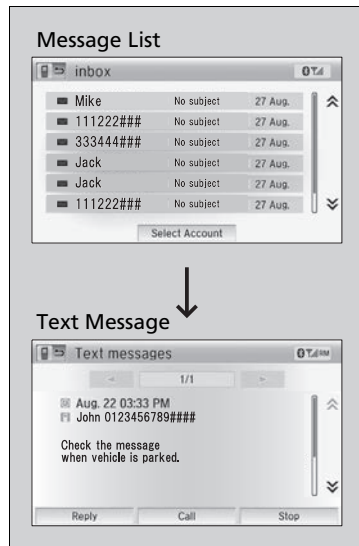 Message List
inbox
Mike No subject 27 Aug.
111222### No subject 27 Aug.
333444### No subject 27 Aug.
Jack No subject 27 Aug.
Jack No subject 27 Aug.
111222### No subject 27 Aug.
Select Account
Text Message
Text messages
1/1
Aug. 22 03:33 PM
John 0123456789####
Check the message
when vehicle is parked.
Reply Call Stop